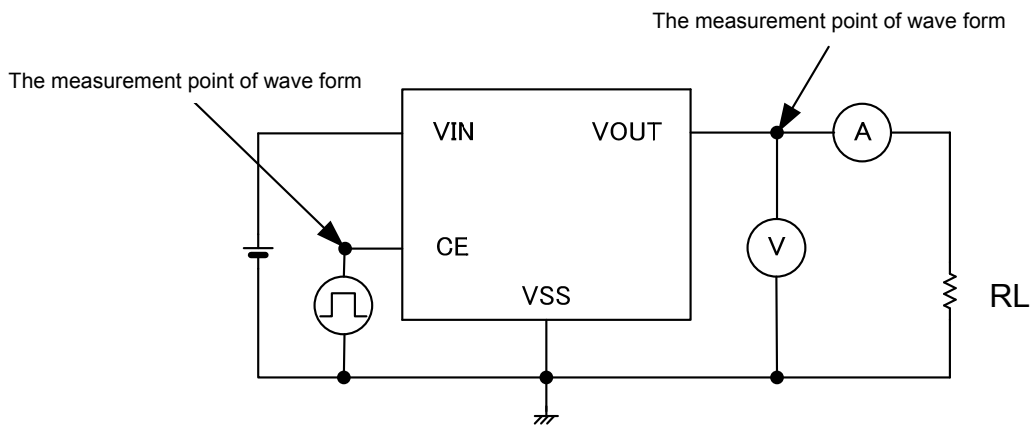 The measurement point of wave form
The measurement point of wave form
VIN
VOUT
A
CE
V
VSS
RL